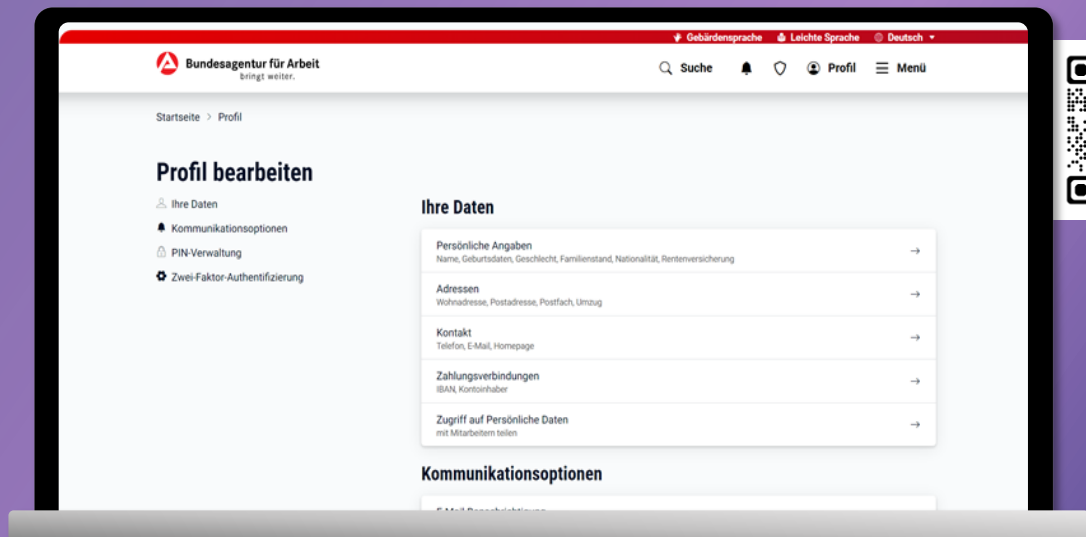 Gebärdensprache Leichte Sprache Deutsch
Bundesagentur für Arbeit
bringt weiter.
Suche Profil Menü
Startseite > Profil
Profil bearbeiten
Ihre Daten
Kommunikationsoptionen
PIN-Verwaltung
Zwei-Faktor-Authentifizierung
Ihre Daten
Persönliche Angaben
Name, Geburtsdaten, Geschlecht, Familienstand, Nationalität, Rentenversicherung
Adressen
Wohnadresse, Postadresse, Postfach, Umzug
Kontakt
Telefon, E-Mail, Homepage
Zahlungsverbindungen
IBAN, Kontoinhaber
Zugriff auf Persönliche Daten
mit Mitarbeitern teilen
Kommunikationsoptionen